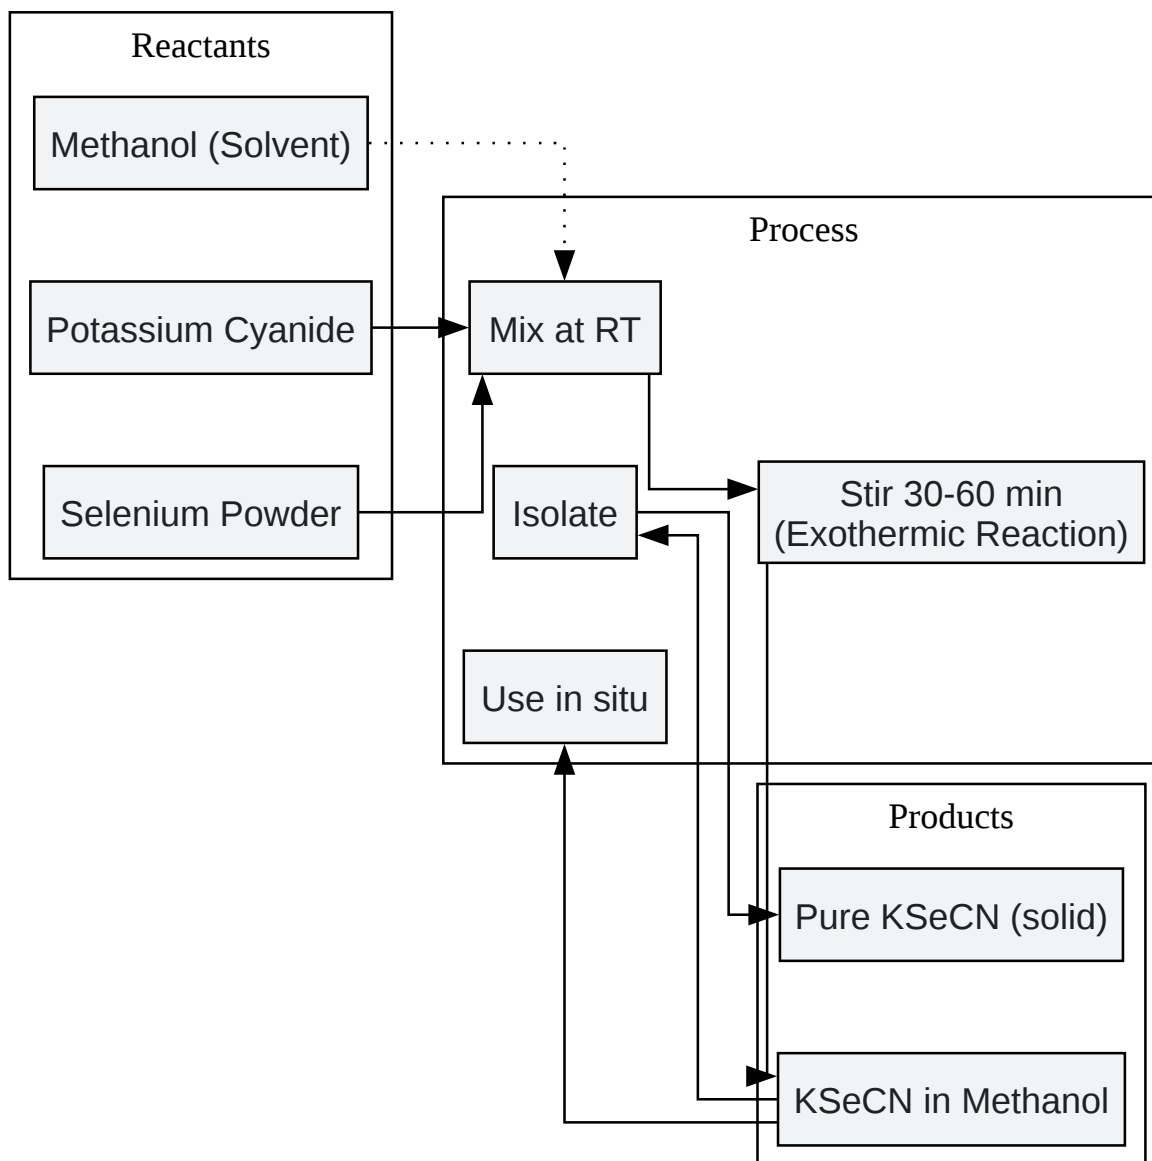 Reactants
Methanol (Solvent)
Potassium Cyanide
Selenium Powder
Process
Mix at RT
Isolate
Stir 30-60 min
(Exothermic Reaction)
Use in situ
Products
Pure KSeCN (solid)
KSeCN in Methanol